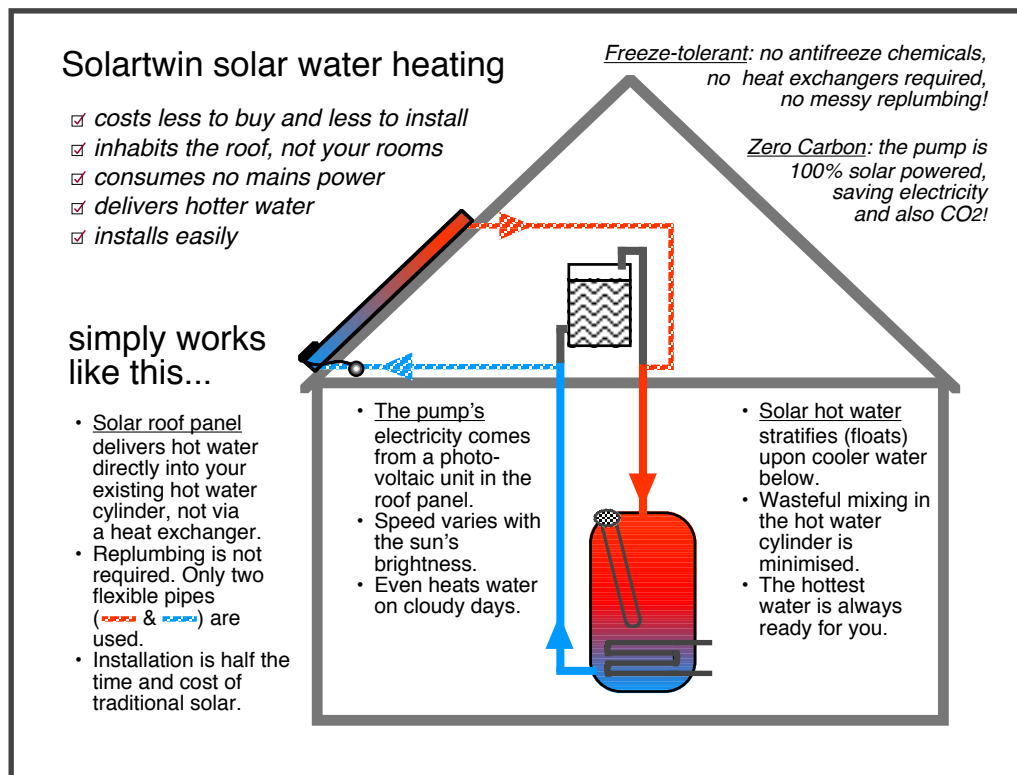 Solartwin solar water heating
☑ costs less to buy and less to install
☑ inhabits the roof, not your rooms
☑ consumes no mains power
☑ delivers hotter water
☑ installs easily
Freeze-tolerant: no antifreeze chemicals,
no heat exchangers required,
no messy replumbing!
Zero Carbon: the pump is
100% solar powered,
saving electricity
and also CO2!
simply works
like this...
• Solar roof panel
delivers hot water
directly into your
existing hot water
cylinder, not via
a heat exchanger.
• Replumbing is not
required. Only two
flexible pipes
( & ) are
used.
• Installation is half the
time and cost of
traditional solar.
• The pump's
electricity comes
from a photo-
voltaic unit in the
roof panel.
• Speed varies with
the sun's
brightness.
• Even heats water
on cloudy days.
• Solar hot water
stratifies (floats)
upon cooler water
below.
• Wasteful mixing in
the hot water
cylinder is
minimised.
• The hottest
water is always
ready for you.